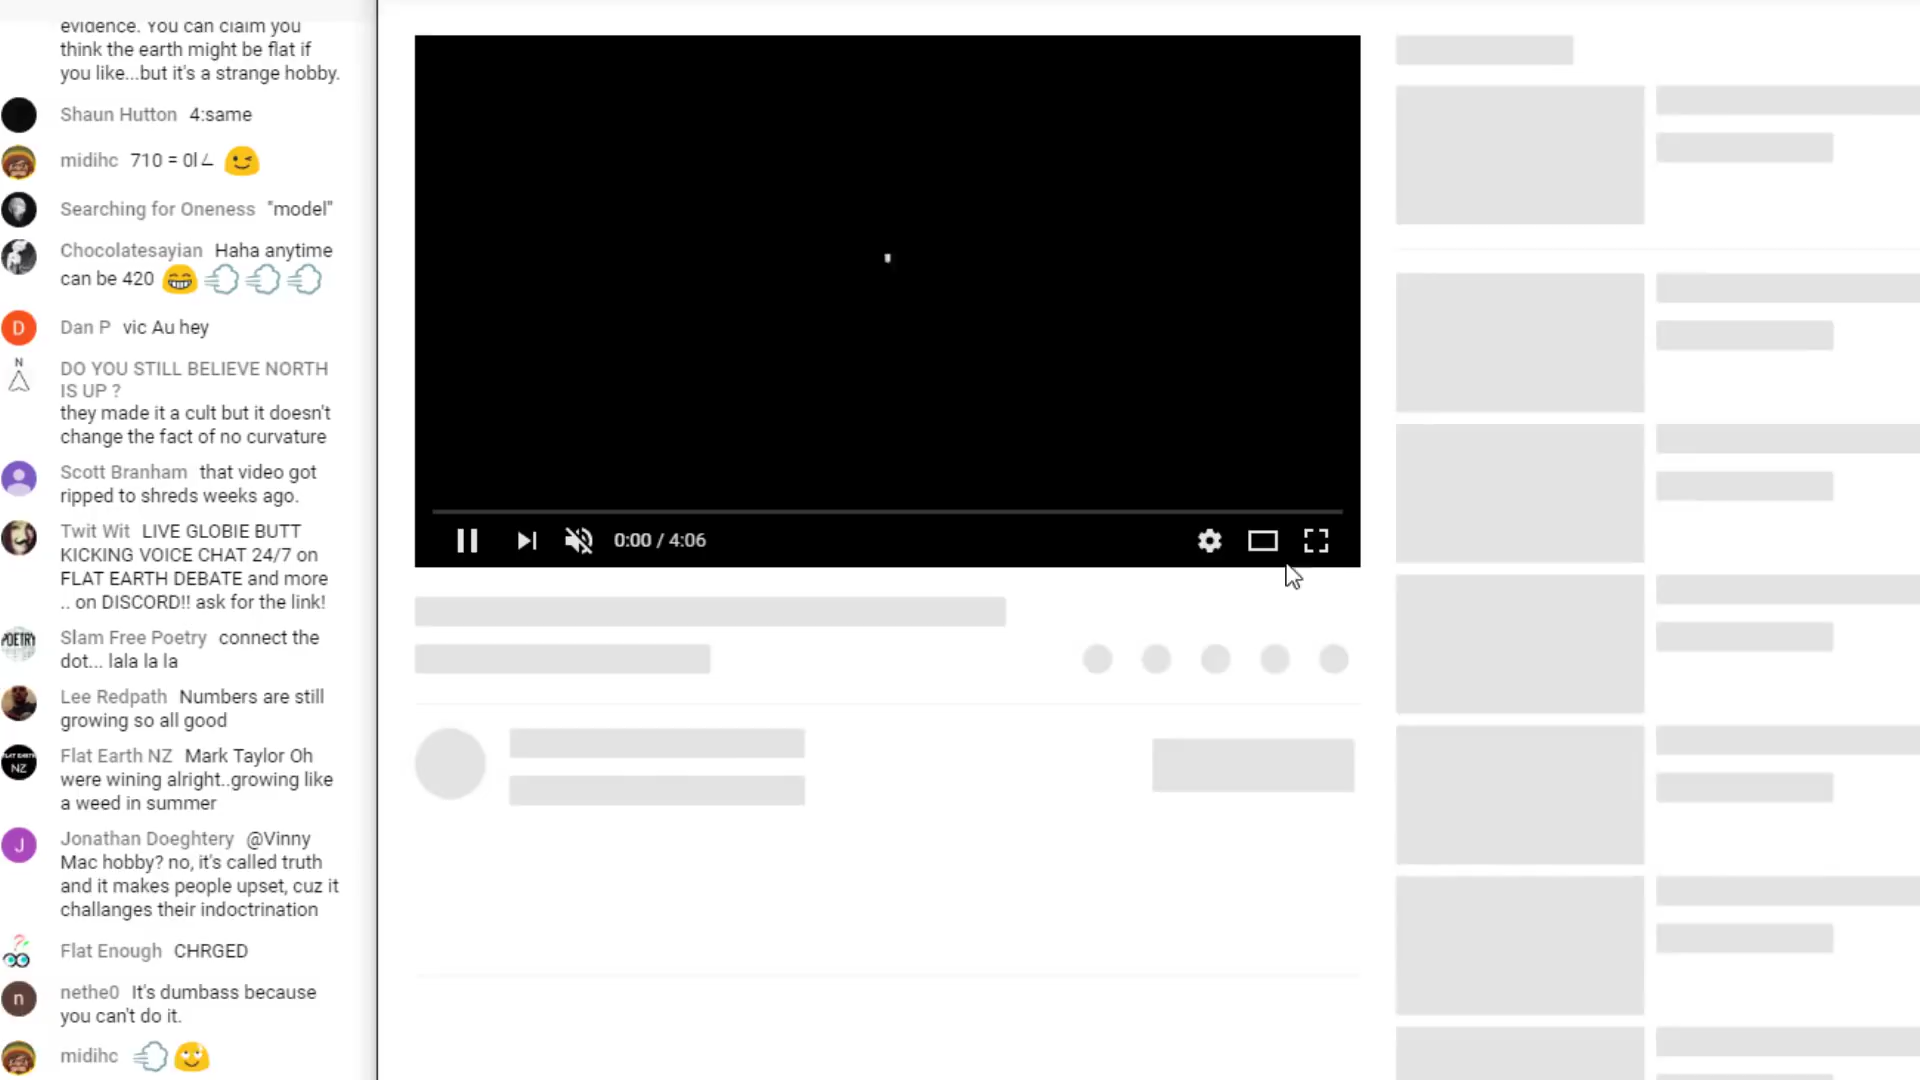 evidence. You can claim you
think the earth might be flat if
you like...but it's a strange hobby.
Shaun Hutton 4:same
midihc 710 = 0l∠ 😉
Searching for Oneness "model"
Chocolatesayian Haha anytime
can be 420 😁💨💨💨
D Dan P vic Au hey
N
DO YOU STILL BELIEVE NORTH
IS UP ?
they made it a cult but it doesn't
change the fact of no curvature
Scott Branham that video got
ripped to shreds weeks ago.
Twit Wit LIVE GLOBIE BUTT
KICKING VOICE CHAT 24/7 on
FLAT EARTH DEBATE and more
.. on DISCORD!! ask for the link!
POETRY Slam Free Poetry connect the
dot... lala la la
Lee Redpath Numbers are still
growing so all good
FLAT EARTH NZ Flat Earth NZ Mark Taylor Oh
were wining alright..growing like
a weed in summer
J Jonathan Doeghtery @Vinny
Mac hobby? no, it's called truth
and it makes people upset, cuz it
challanges their indoctrination
Flat Enough CHRGED
n nethe0 It's dumbass because
you can't do it.
midihc 💨🙄
0:00 / 4:06